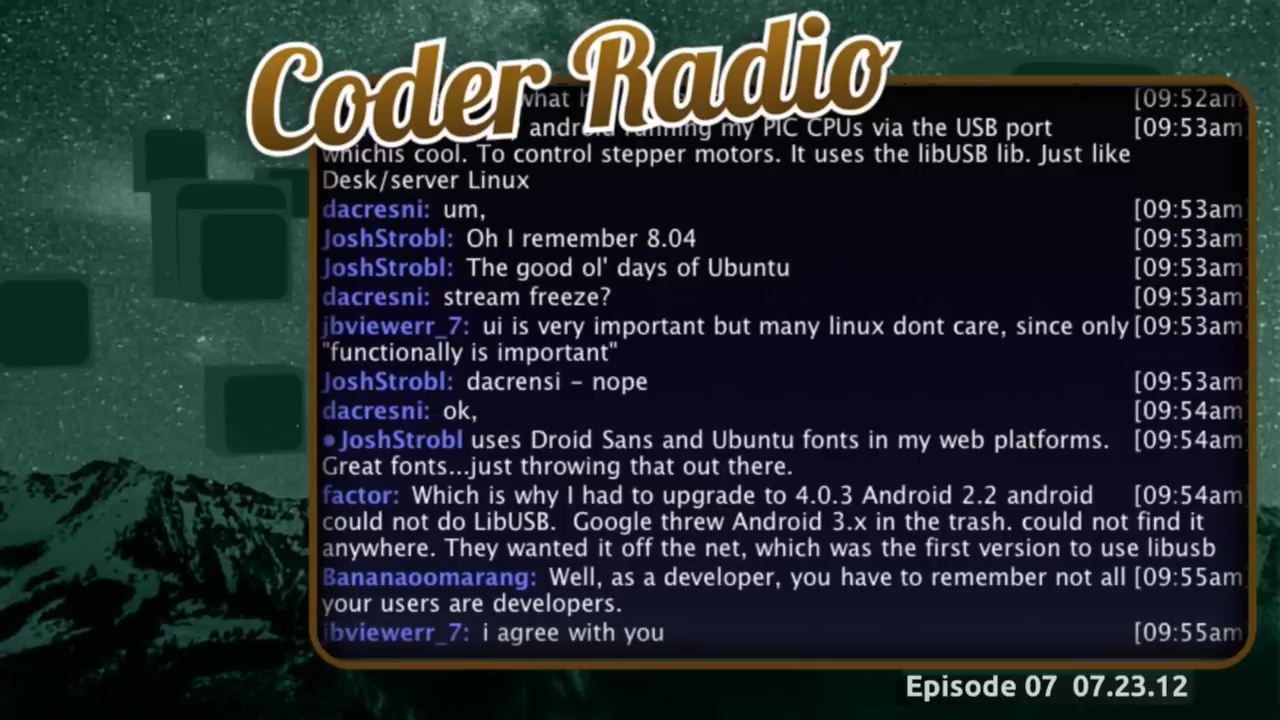 Coder Radio
what h [09:52am
android running my PIC CPUs via the USB port [09:53am
whichis cool. To control stepper motors. It uses the libUSB lib. Just like
Desk/server Linux
dacresni: um, [09:53am]
JoshStrobl: Oh I remember 8.04 [09:53am]
JoshStrobl: The good ol' days of Ubuntu [09:53am]
dacresni: stream freeze? [09:53am]
jbviewerr_7: ui is very important but many linux dont care, since only [09:53am]
"functionally is important"
JoshStrobl: dacrensi - nope [09:53am]
dacresni: ok, [09:54am]
•JoshStrobl uses Droid Sans and Ubuntu fonts in my web platforms. [09:54am]
Great fonts...just throwing that out there.
factor: Which is why I had to upgrade to 4.0.3 Android 2.2 android [09:54am]
could not do LibUSB. Google threw Android 3.x in the trash. could not find it
anywhere. They wanted it off the net, which was the first version to use libusb
Bananaoomarang: Well, as a developer, you have to remember not all [09:55am]
your users are developers.
jbviewerr_7: i agree with you [09:55am]
Episode 07 07.23.12